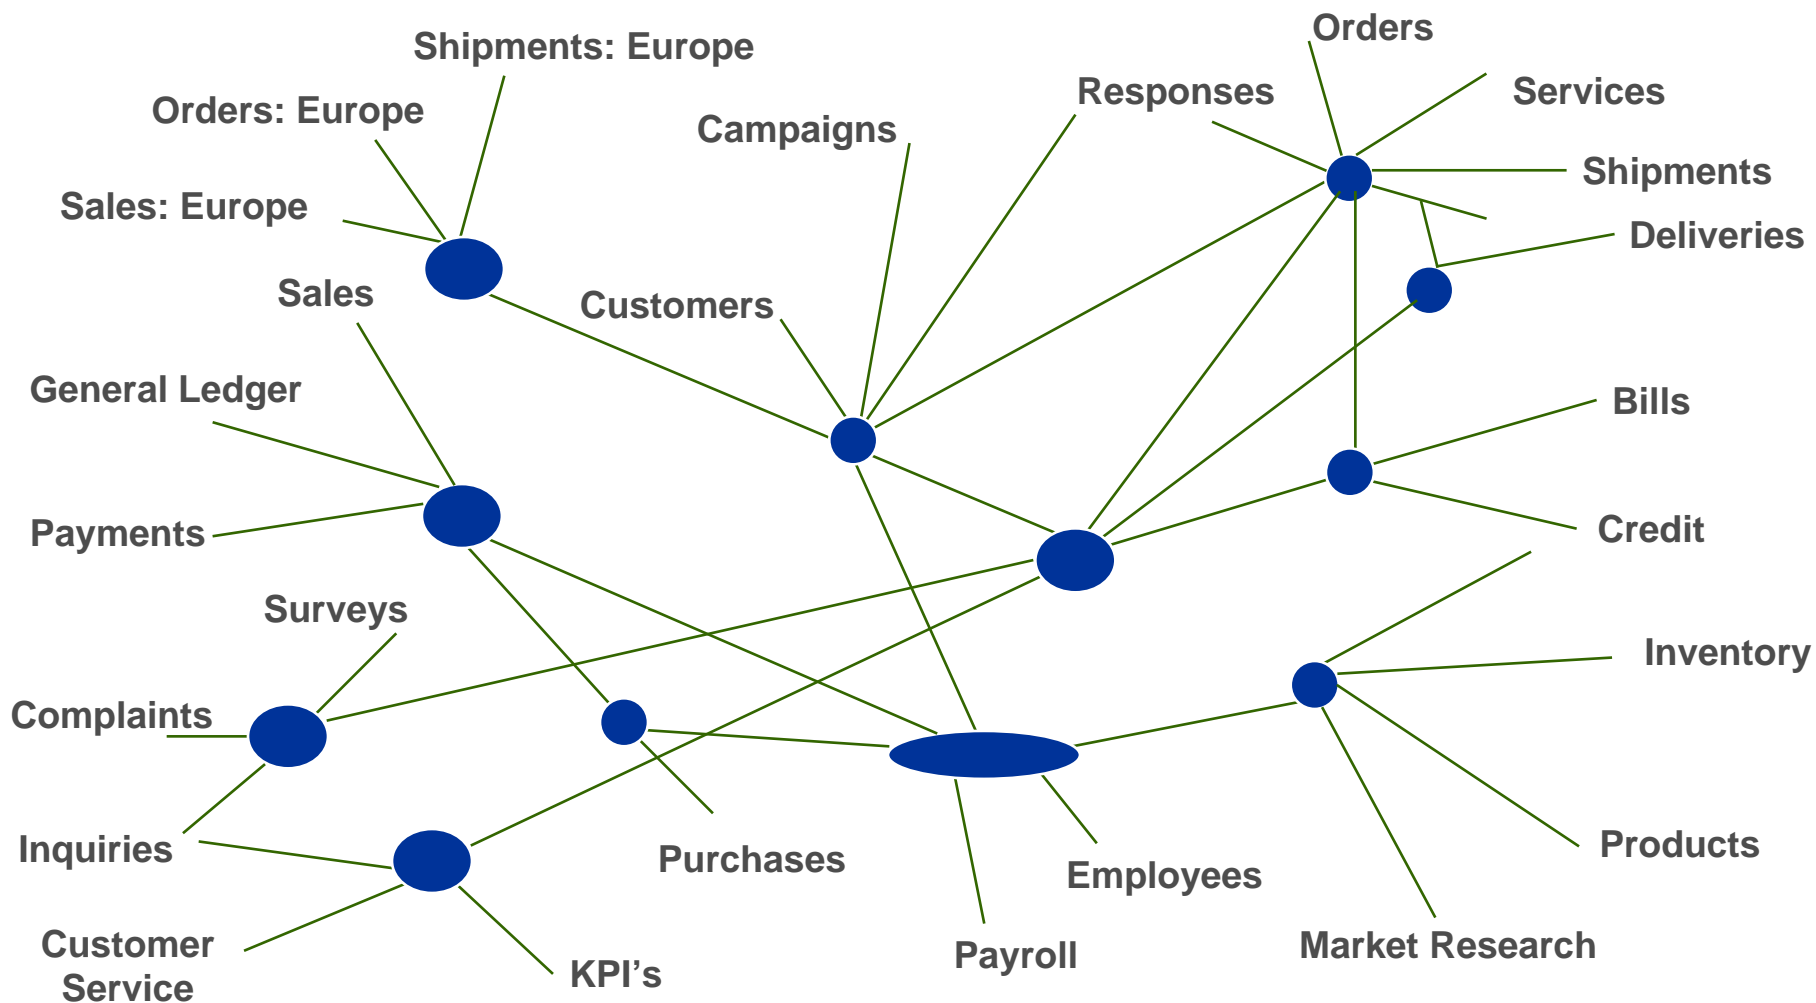 Orders
Shipments: Europe
Responses
Services
Orders: Europe
Campaigns
Shipments
Sales: Europe
Deliveries
Sales
Customers
General Ledger
Bills
Payments
Credit
Surveys
Inventory
Complaints
Inquiries
Purchases
Employees
Products
Customer
Service
KPI’s
Payroll
Market Research